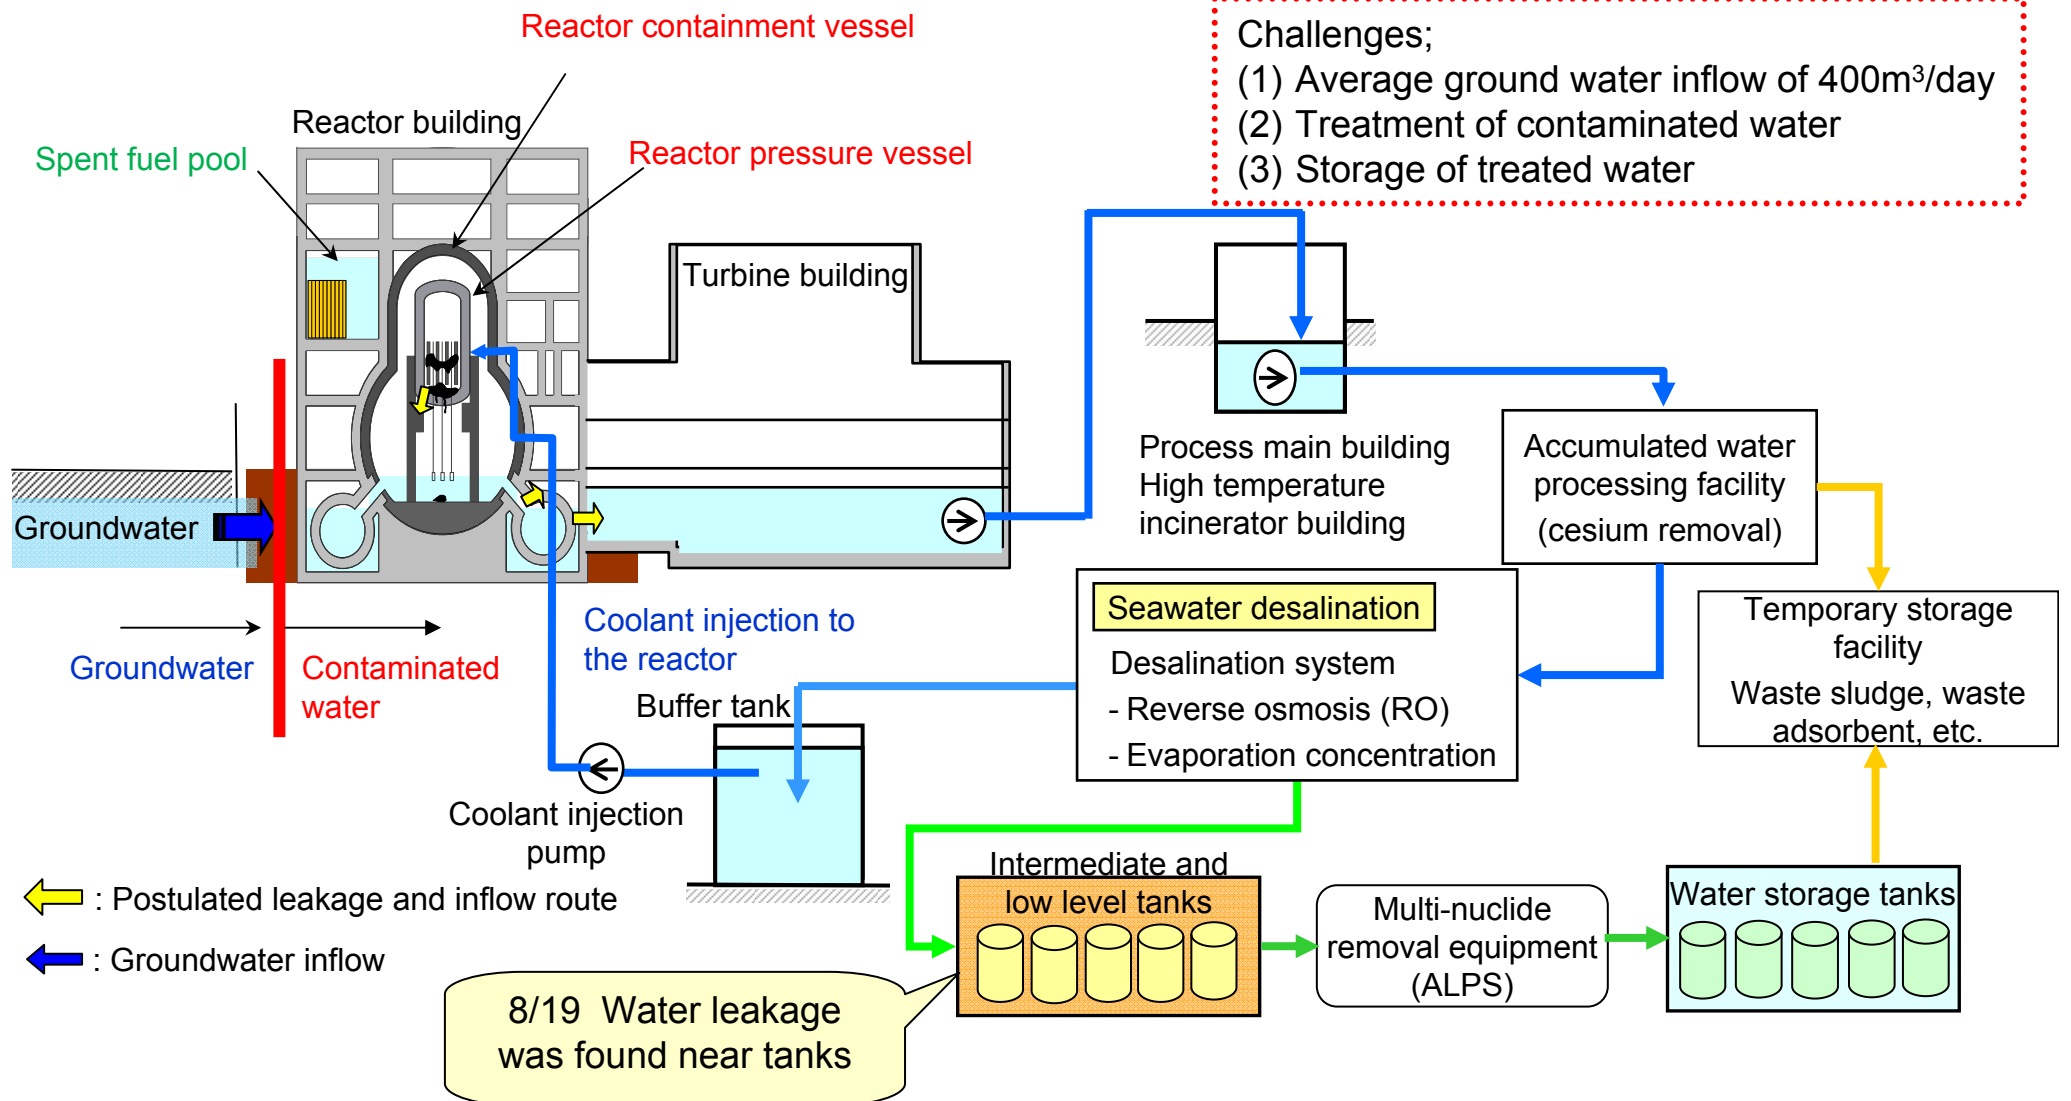 Reactor containment vessel
Challenges;
(1) Average ground water inflow of 400m³/day
(2) Treatment of contaminated water
(3) Storage of treated water
Reactor building
Spent fuel pool
Reactor pressure vessel
Turbine building
Process main building
High temperature
incinerator building
Accumulated water
processing facility
(cesium removal)
Groundwater
Groundwater
Contaminated
water
Coolant injection to
the reactor
Seawater desalination
Desalination system
- Reverse osmosis (RO)
- Evaporation concentration
Temporary storage
facility
Waste sludge, waste
adsorbent, etc.
Buffer tank
Coolant injection
pump
: Postulated leakage and inflow route
: Groundwater inflow
Intermediate and
low level tanks
Multi-nuclide
removal equipment
(ALPS)
Water storage tanks
8/19 Water leakage
was found near tanks